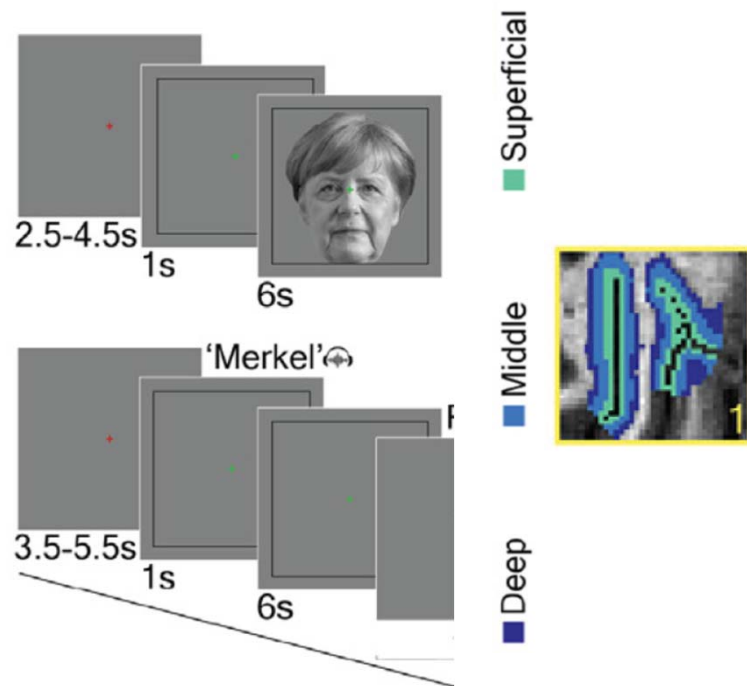 2.5-4.5s
1s
6s
'Merkel'
3.5-5.5s
1s
6s
Superficial
Middle
Deep
1